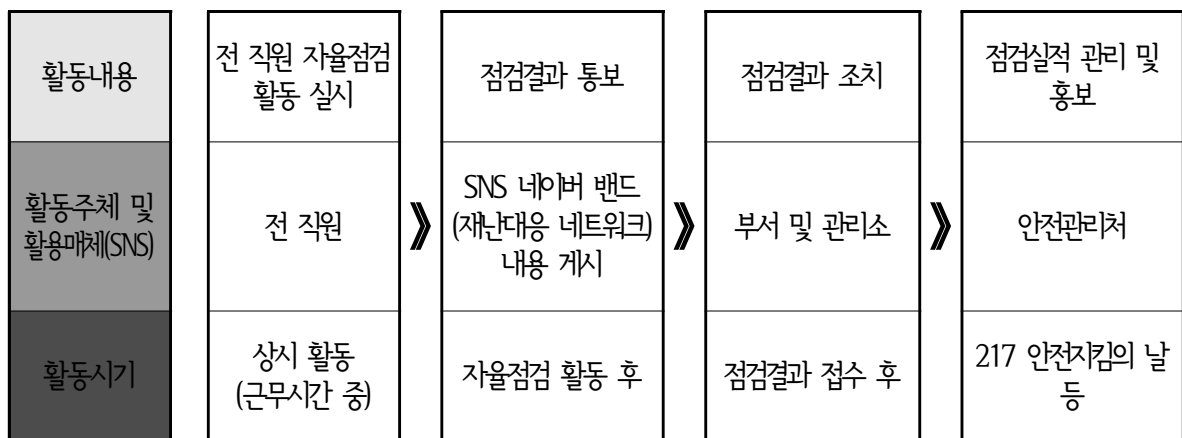 활동내용
전 직원 자율점검
활동 실시
점검결과 통보
점검결과 조치
점검실적 관리 및
홍보
활동주체 및
활용매체(SNS)
전 직원
》
SNS 네이버 밴드
(재난대응 네트워크)
내용 게시
》
부서 및 관리소
》
안전관리처
활동시기
상시 활동
(근무시간 중)
자율점검 활동 후
점검결과 접수 후
217 안전지킴의 날
등